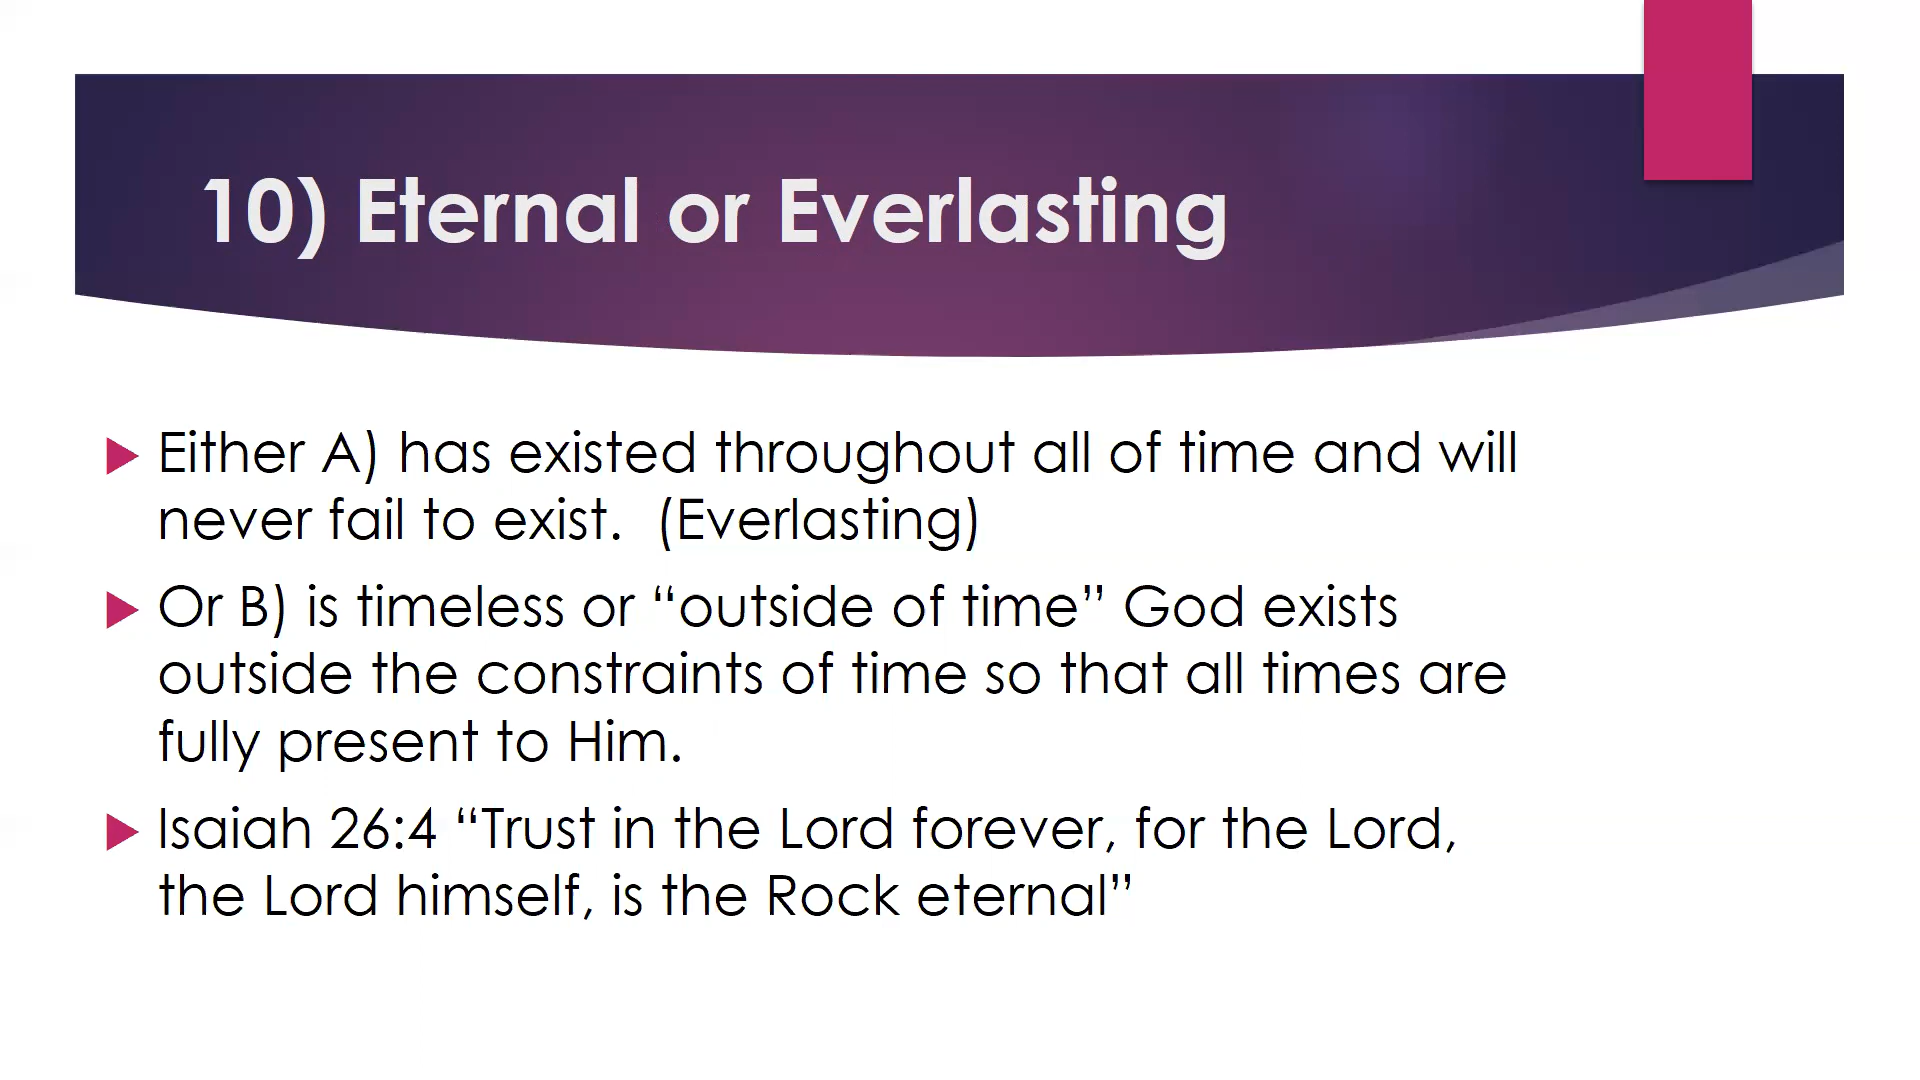 10) Eternal or Everlasting
Either A) has existed throughout all of time and will
never fail to exist.  (Everlasting)
Or B) is timeless or “outside of time” God exists
outside the constraints of time so that all times are
fully present to Him.
Isaiah 26:4 “Trust in the Lord forever, for the Lord,
the Lord himself, is the Rock eternal”